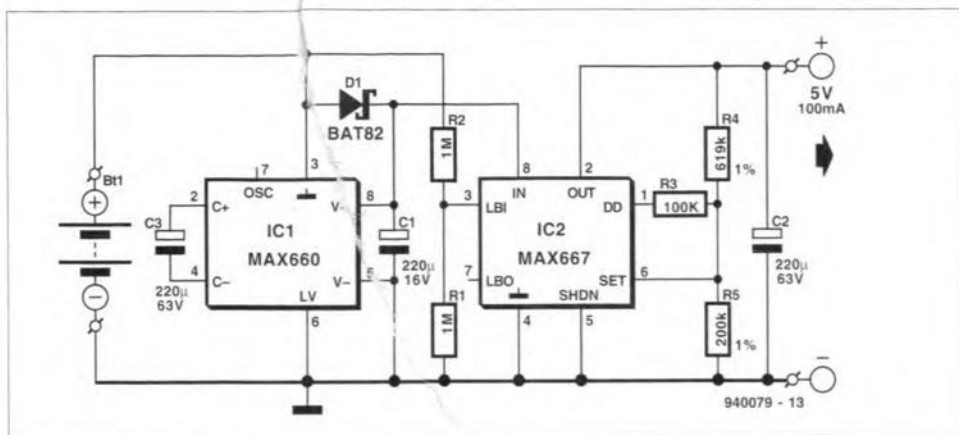 D1
BAT82
+
5V
100mA
R2
1M
R4
619k
1%
Bt1
+
−
7
3
OSC
2
C+
V-
8
C3
IC1
MAX660
C1
4
C−
V−
220µ
63V
LV
6
220µ
16V
R1
1M
8
2
IN
OUT
3
LBI
DD
1
R3
100K
IC2
MAX667
7
LBO
SET
6
SHDN
4
5
C2
220µ
63V
R5
200k
1%
−
940079 - 13